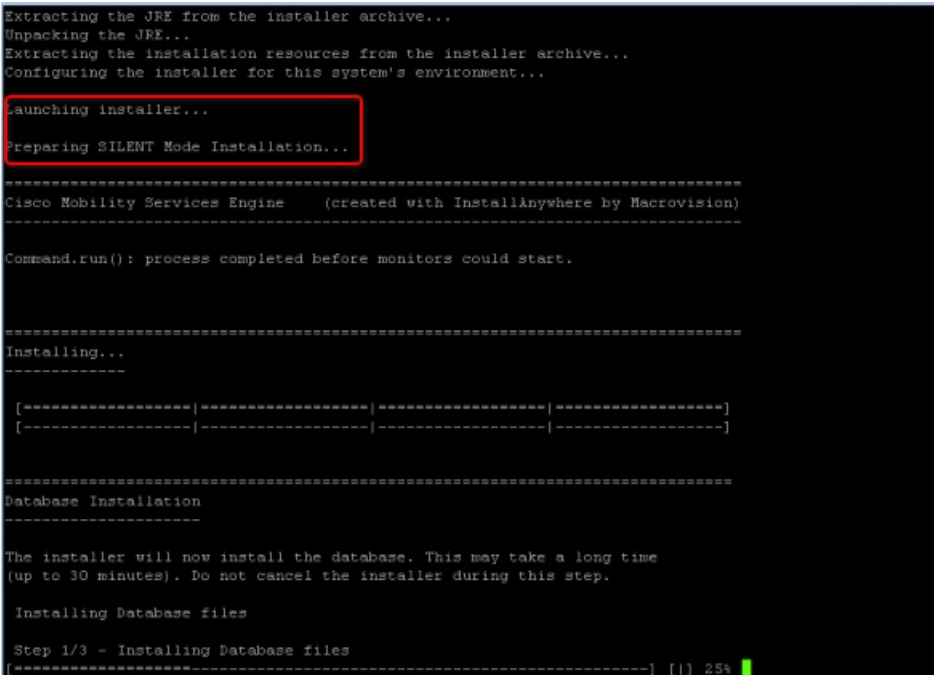 Extracting the JRE from the installer archive...
Unpacking the JRE...
Extracting the installation resources from the installer archive...
Configuring the installer for this system's environment...
Launching installer...
Preparing SILENT Mode Installation...
===============================================================================
Cisco Mobility Services Engine    (created with InstallAnywhere by Macrovision)
-------------------------------------------------------------------------------
Command.run(): process completed before monitors could start.
===============================================================================
Installing...
-------------
[==================|==================|==================|==================]
[------------------|------------------|------------------|------------------]
==============================================================================
Database Installation
---------------------
The installer will now install the database. This may take a long time
(up to 30 minutes). Do not cancel the installer during this step.
Installing Database files
Step 1/3 - Installing Database files
[===================-------------------------------------------------] [|] 25%